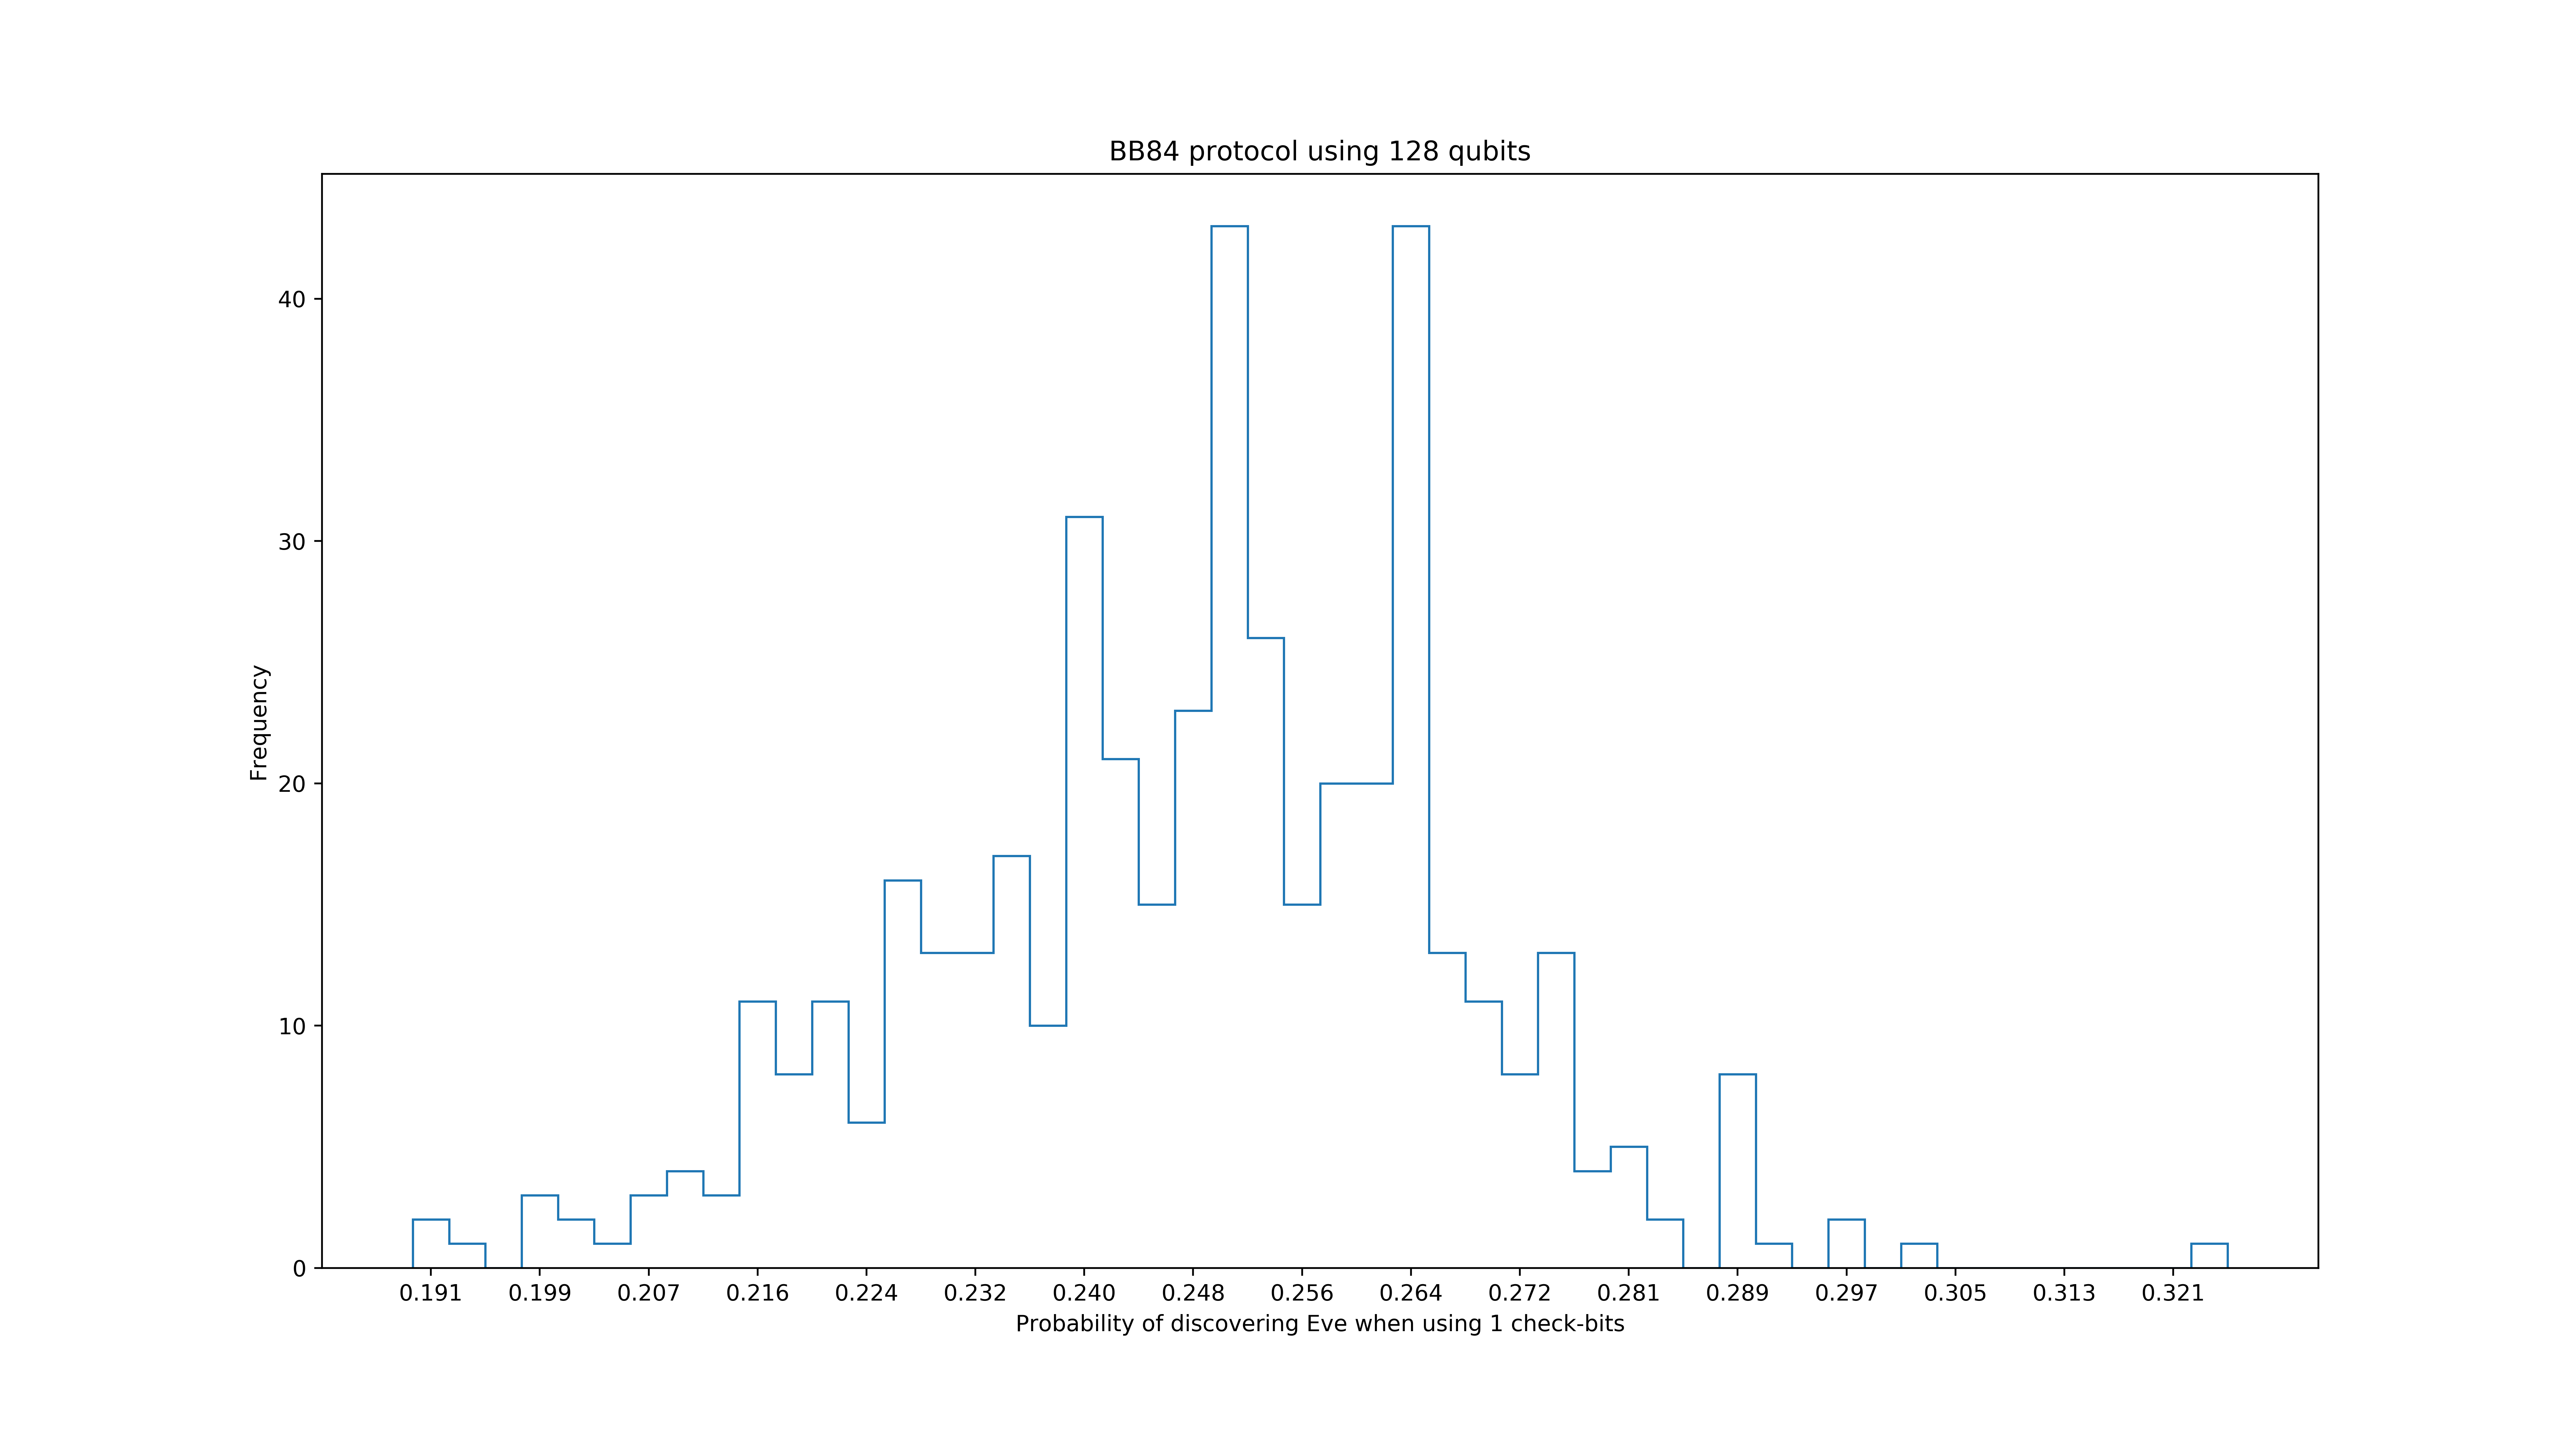 BB84 protocol using 128 qubits
40
30
20
10
0
Frequency
0.191 0.199 0.207 0.216 0.224 0.232 0.240 0.248 0.256 0.264 0.272 0.281 0.289 0.297 0.305 0.313 0.321
Probability of discovering Eve when using 1 check-bits